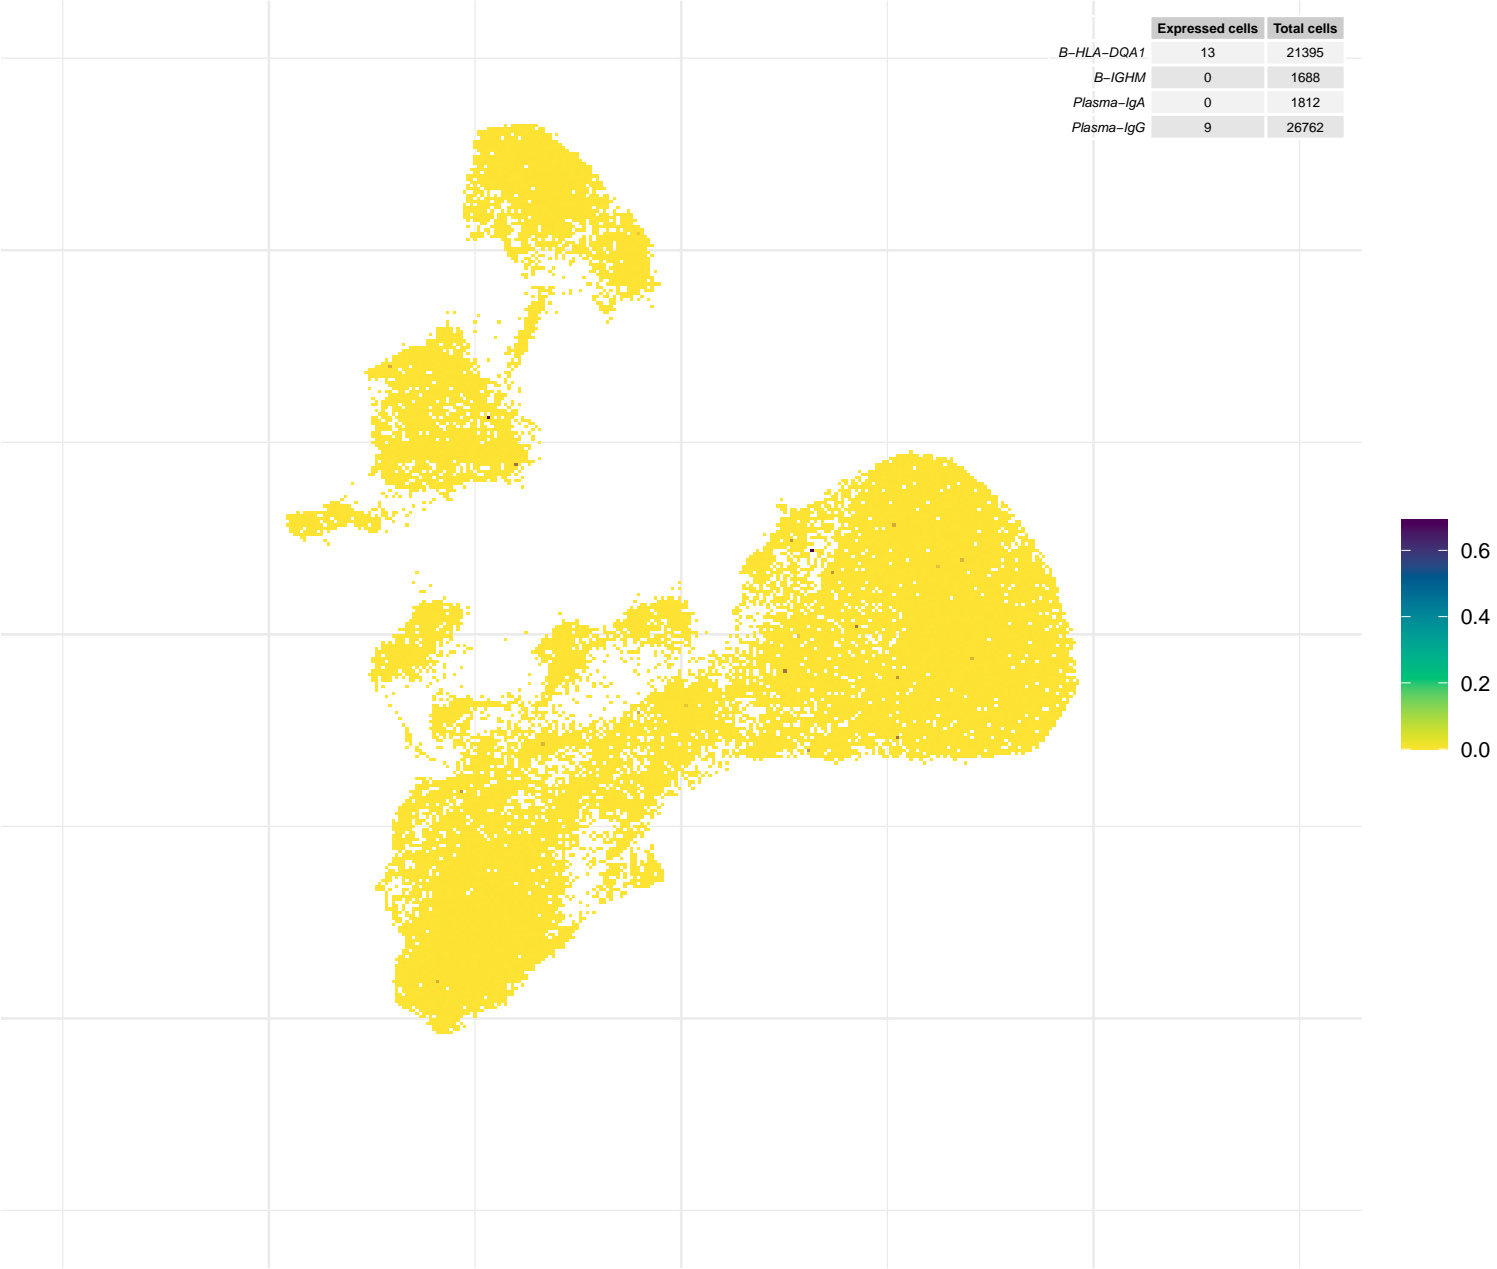 Expressed cells Total cells
B−HLA−DQA1 13 21395
B−IGHM 0 1688
Plasma−IgA 0 1812
Plasma−IgG 9 26762
0.6
0.4
0.2
0.0